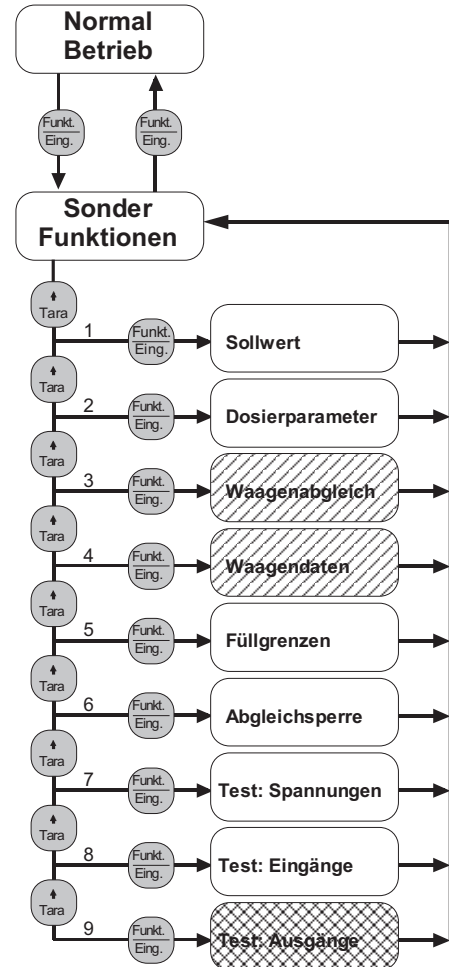 Normal
Betrieb
Funkt. Funkt.
Eing. Eing.
Sonder
Funktionen
Tara
1 Funkt.
Eing. Sollwert
Tara
2 Funkt.
Eing. Dosierparameter
Tara
3 Funkt.
Eing. Waagenabgleich
Tara
4 Funkt.
Eing. Waagendaten
Tara
5 Funkt.
Eing. Füllgrenzen
Tara
6 Funkt.
Eing. Abgleichsperre
Tara
7 Funkt.
Eing. Test: Spannungen
Tara
8 Funkt.
Eing. Test: Eingänge
Tara
9 Funkt.
Eing. Test: Ausgänge